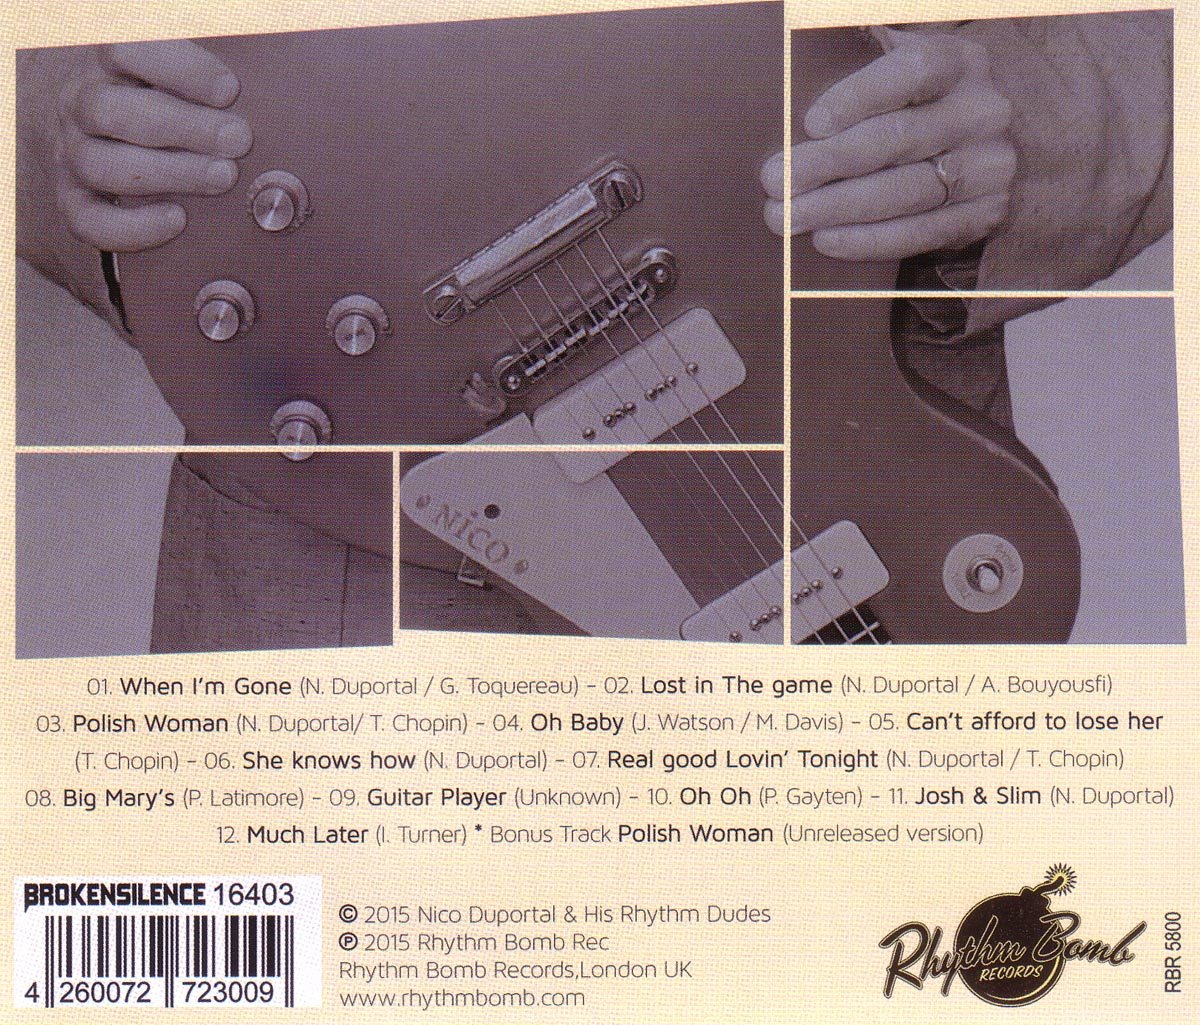 NiCO
01. When I'm Gone (N. Duportal / G. Toquereau) - 02. Lost in The game (N. Duportal / A. Bouyousfi)
03. Polish Woman (N. Duportal/ T. Chopin) - 04. Oh Baby (J. Watson / M. Davis) - 05. Can't afford to lose her
(T. Chopin) - 06. She knows how (N. Duportal) - 07. Real good Lovin' Tonight (N. Duportal / T. Chopin)
08. Big Mary's (P. Latimore) - 09. Guitar Player (Unknown) - 10. Oh Oh (P. Gayten) - 11. Josh & Slim (N. Duportal)
12. Much Later (I. Turner) * Bonus Track Polish Woman (Unreleased version)
BROKENSILENCE 16403
4 260072 723009
© 2015 Nico Duportal & His Rhythm Dudes
℗ 2015 Rhythm Bomb Rec
Rhythm Bomb Records,London UK
www.rhythmbomb.com
Rhythm Bomb
RECORDS
RBR 5800